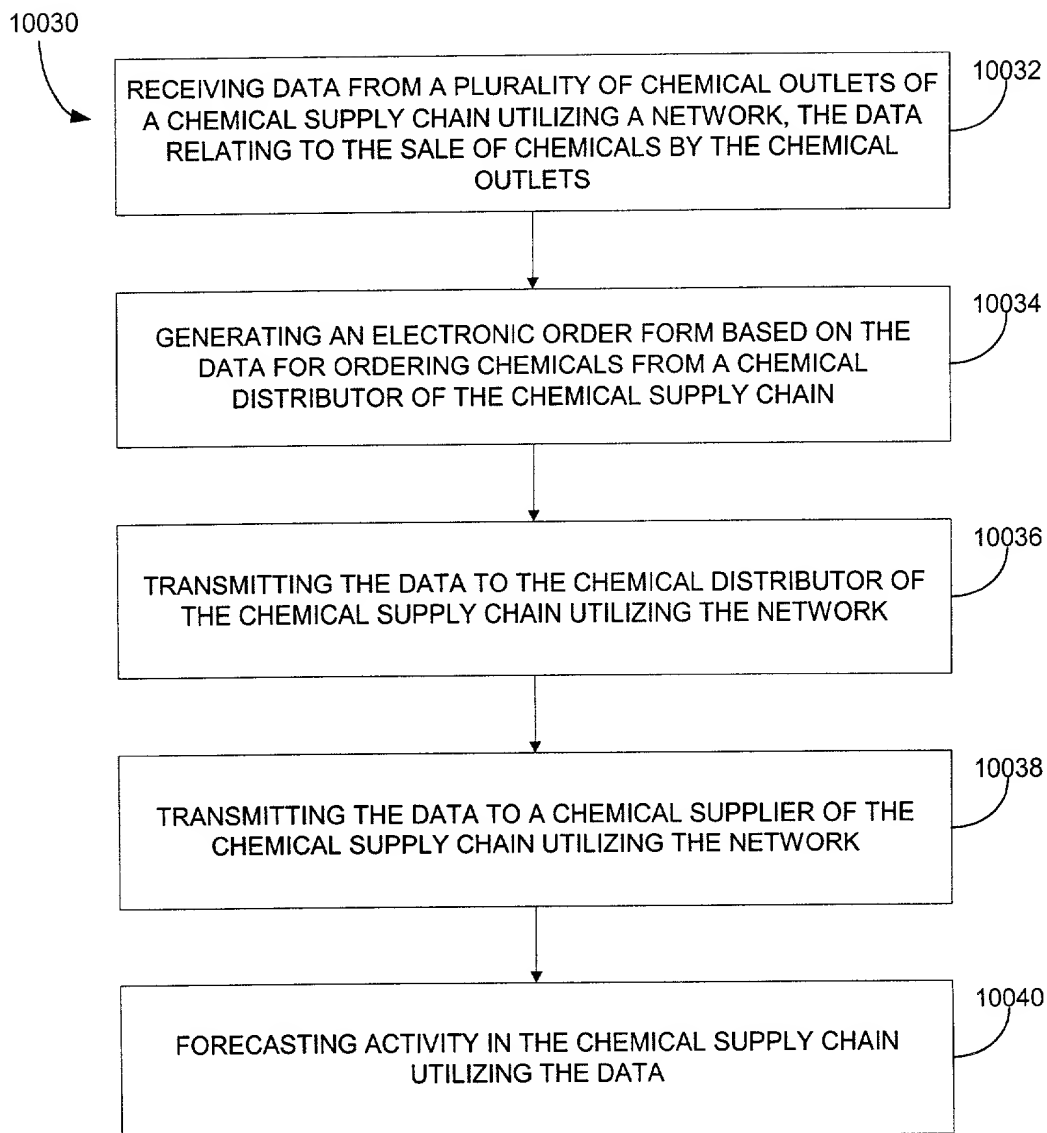 10030
10032
RECEIVING DATA FROM A PLURALITY OF CHEMICAL OUTLETS OF
A CHEMICAL SUPPLY CHAIN UTILIZING A NETWORK, THE DATA
RELATING TO THE SALE OF CHEMICALS BY THE CHEMICAL
OUTLETS
10034
GENERATING AN ELECTRONIC ORDER FORM BASED ON THE
DATA FOR ORDERING CHEMICALS FROM A CHEMICAL
DISTRIBUTOR OF THE CHEMICAL SUPPLY CHAIN
10036
TRANSMITTING THE DATA TO THE CHEMICAL DISTRIBUTOR OF
THE CHEMICAL SUPPLY CHAIN UTILIZING THE NETWORK
10038
TRANSMITTING THE DATA TO A CHEMICAL SUPPLIER OF THE
CHEMICAL SUPPLY CHAIN UTILIZING THE NETWORK
10040
FORECASTING ACTIVITY IN THE CHEMICAL SUPPLY CHAIN
UTILIZING THE DATA